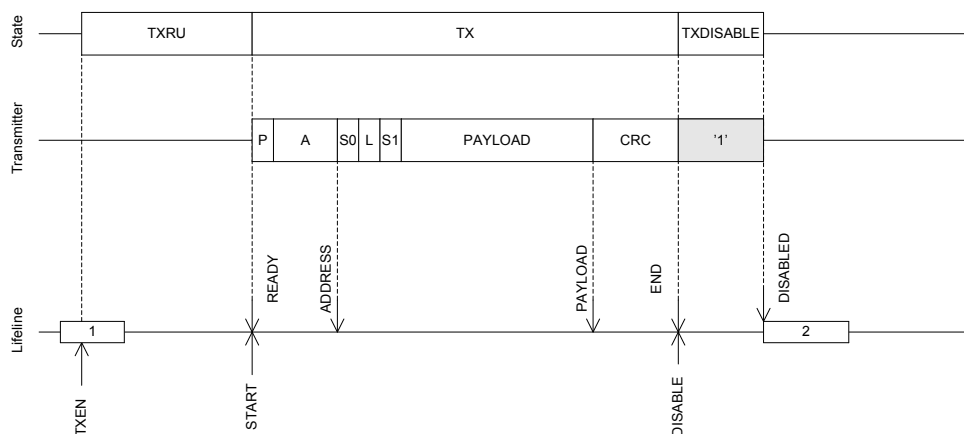 State
TXRU
TX
TXDISABLE
Transmitter
P
A
S0
L
S1
PAYLOAD
CRC
’1’
READY
ADDRESS
PAYLOAD
END
DISABLED
Lifeline
1
2
TXEN
START
DISABLE